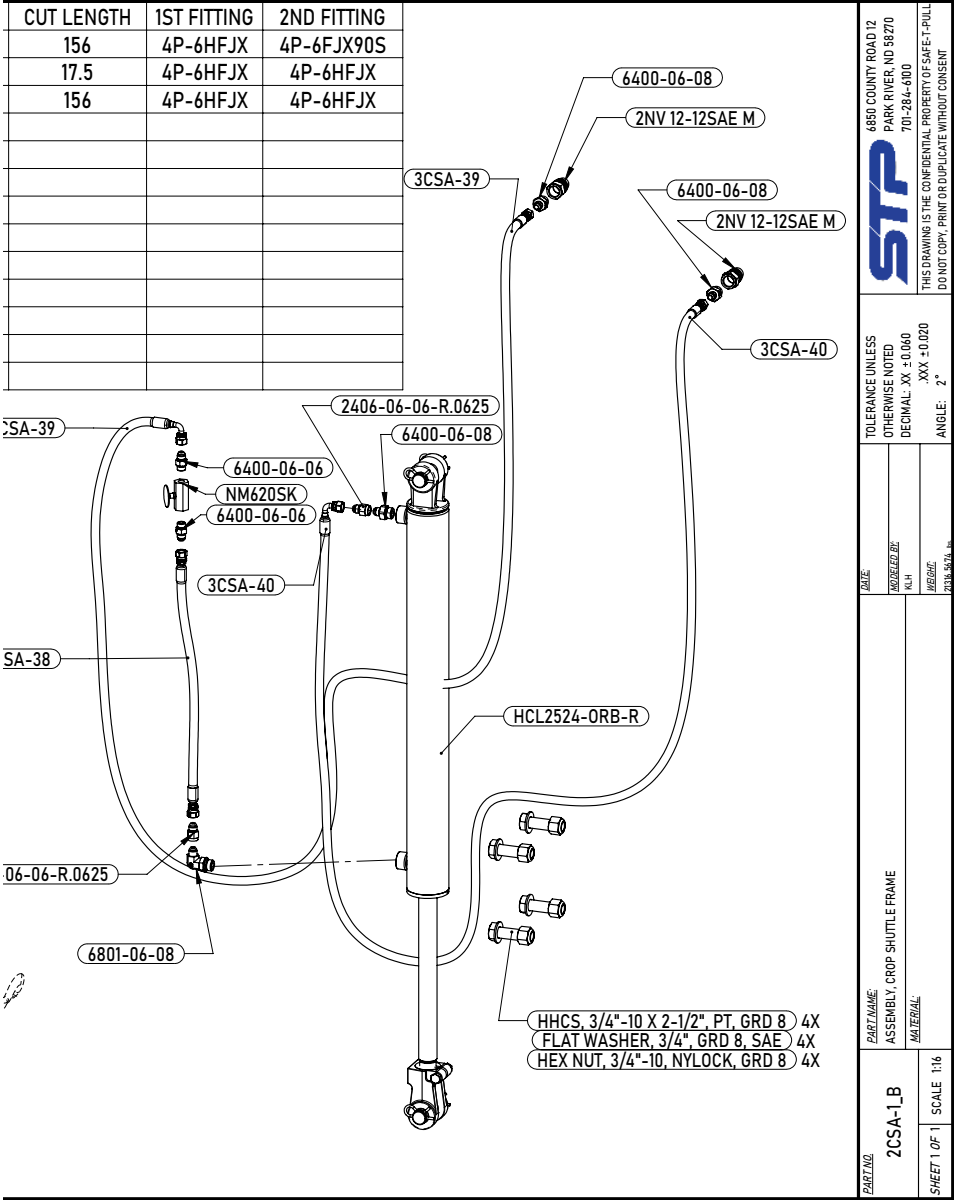 CUT LENGTH 1ST FITTING 2ND FITTING
156 4P-6HFJX 4P-6FJX90S
17.5 4P-6HFJX 4P-6HFJX
156 4P-6HFJX 4P-6HFJX
6400-06-08
2NV 12-12SAE M
3CSA-39
6400-06-08
2NV 12-12SAE M
3CSA-40
2406-06-06-R.0625
6400-06-08
CSA-39
6400-06-06
NM620SK
6400-06-06
3CSA-40
SA-38
HCL2524-ORB-R
06-06-R.0625
6801-06-08
HHCS, 3/4"-10 X 2-1/2", PT, GRD 8 4X
FLAT WASHER, 3/4", GRD 8, SAE 4X
HEX NUT, 3/4"-10, NYLOCK, GRD 8 4X
STP
6850 COUNTY ROAD 12
PARK RIVER, ND 58270
701-284-6100
THIS DRAWING IS THE CONFIDENTIAL PROPERTY OF SAFE-T-PULL
DO NOT COPY, PRINT OR DUPLICATE WITHOUT CONSENT
TOLERANCE UNLESS
OTHERWISE NOTED
DECIMAL: .XX ±0.060
.XXX ±0.020
ANGLE: 2°
DATE:
MODELED BY:
KLH
WEIGHT:
PART NAME:
ASSEMBLY, CROP SHUTTLE FRAME
MATERIAL:
PART NO.
2CSA-1_B
SHEET 1 OF 1 SCALE 1:16